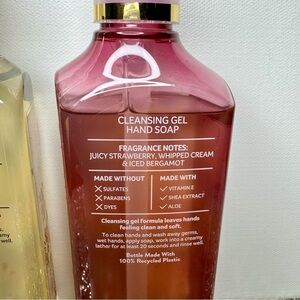 CLEANSING GEL
HAND SOAP
FRAGRANCE NOTES:
JUICY STRAWBERRY, WHIPPED CREAM
& ICED BERGAMOT
MADE WITHOUT
SULFATES
PARABENS
DYES
MADE WITH
VITAMIN E
SHEA EXTRACT
ALOE
Cleansing gel formula leaves hands
feeling clean and soft.
To clean hands and wash away germs,
wet hands, apply soap, work into a creamy
lather for at least 20 seconds and rinse well.
Bottle Made With
100% Recycled Plastic